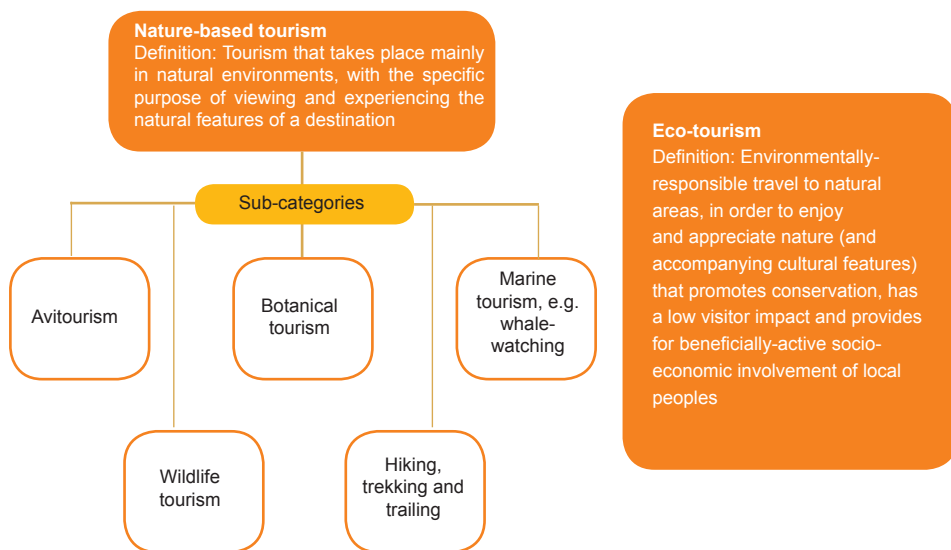 Nature-based tourism
Definition: Tourism that takes place mainly
in natural environments, with the specific
purpose of viewing and experiencing the
natural features of a destination
Sub-categories
Avitourism
Botanical
tourism
Marine
tourism, e.g.
whale-
watching
Wildlife
tourism
Hiking,
trekking and
trailing
Eco-tourism
Definition: Environmentally-
responsible travel to natural
areas, in order to enjoy
and appreciate nature (and
accompanying cultural features)
that promotes conservation, has
a low visitor impact and provides
for beneficially-active socio-
economic involvement of local
peoples